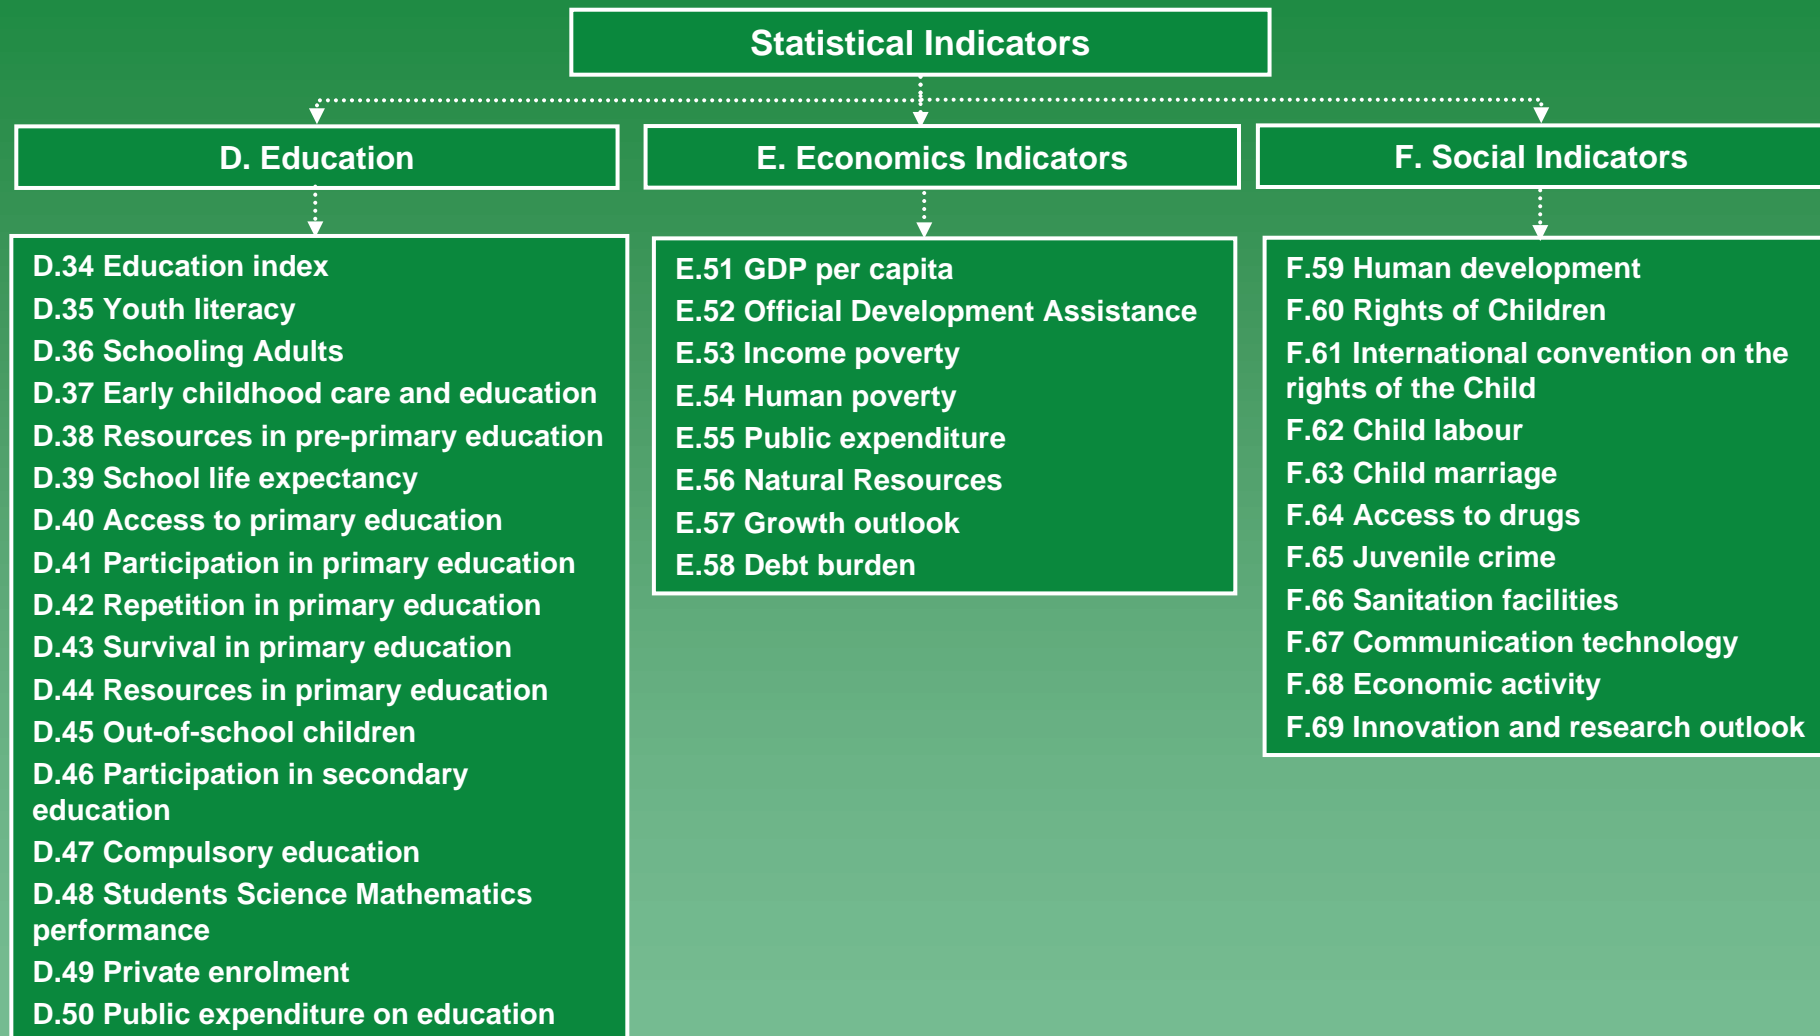 Statistical Indicators
D. Education
E. Economics Indicators
F. Social Indicators
D.34 Education index
D.35 Youth literacy
D.36 Schooling Adults
D.37 Early childhood care and education
D.38 Resources in pre-primary education
D.39 School life expectancy
D.40 Access to primary education
D.41 Participation in primary education
D.42 Repetition in primary education
D.43 Survival in primary education
D.44 Resources in primary education
D.45 Out-of-school children
D.46 Participation in secondary
education
D.47 Compulsory education
D.48 Students Science Mathematics
performance
D.49 Private enrolment
D.50 Public expenditure on education
E.51 GDP per capita
E.52 Official Development Assistance
E.53 Income poverty
E.54 Human poverty
E.55 Public expenditure
E.56 Natural Resources
E.57 Growth outlook
E.58 Debt burden
F.59 Human development
F.60 Rights of Children
F.61 International convention on the
rights of the Child
F.62 Child labour
F.63 Child marriage
F.64 Access to drugs
F.65 Juvenile crime
F.66 Sanitation facilities
F.67 Communication technology
F.68 Economic activity
F.69 Innovation and research outlook